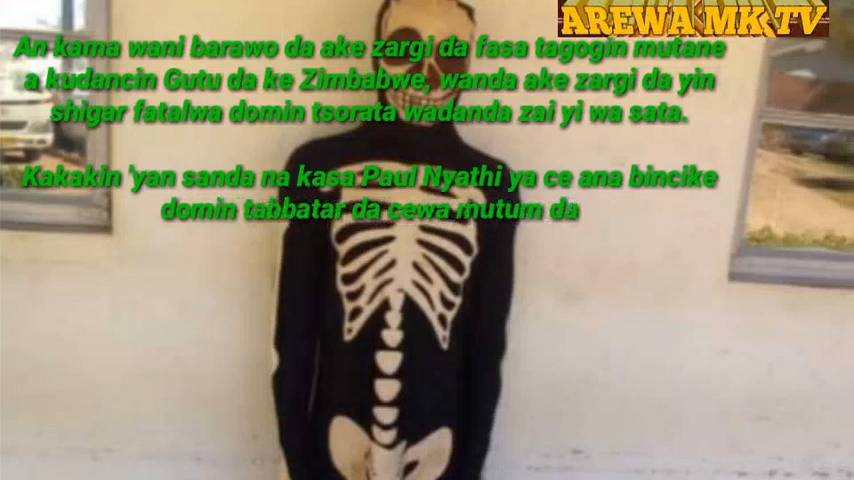 AREWA MK TV
An kama wani barawo da ake zargi da fasa tagogin mutane
a kudancin Gutu da ke Zimbabwe, wanda ake zargi da yin
shigar fatalwa domin tsorata wadanda zai yi wa sata.
Kakakin 'yan sanda na kasa Paul Nyathi ya ce ana bincike
domin tabbatar da cewa mutum da